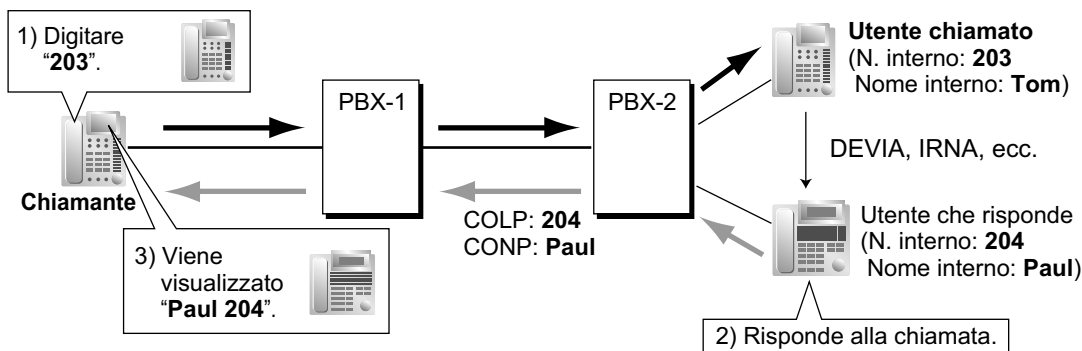 1) Digitare
“203”.
Chiamante
PBX-1
PBX-2
Utente chiamato
(N. interno: 203
Nome interno: Tom)
DEVIA, IRNA, ecc.
COLP: 204
CONP: Paul
Utente che risponde
(N. interno: 204
Nome interno: Paul)
3) Viene
visualizzato
“Paul 204”.
2) Risponde alla chiamata.